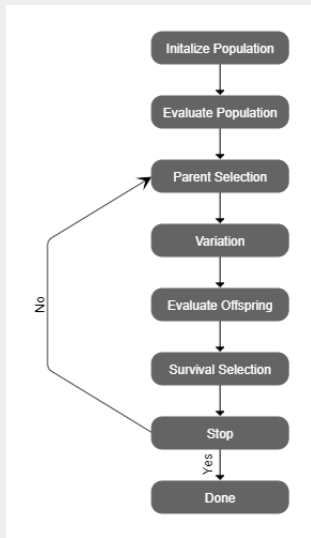 Initalize Population
Evaluate Population
Parent Selection
Variation
Evaluate Offspring
No
Survival Selection
Stop
Yes
Done